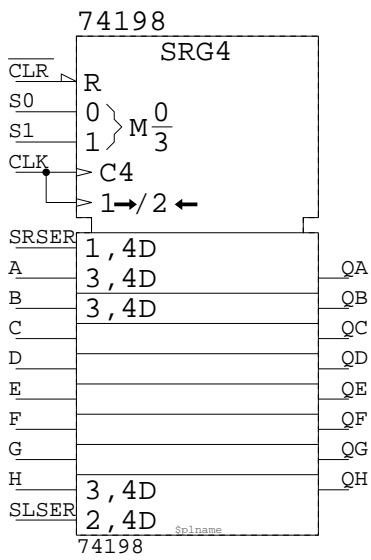 74198
SRG4
CLR
R
S0
0
M 0/3
S1
1
CLK
C4
1→/2 ←
SRSER
1,4D
A
3,4D
QA
B
3,4D
QB
C
QC
D
QD
E
QE
F
QF
G
QG
H
3,4D
QH
SLSER
2,4D
$plname
74198